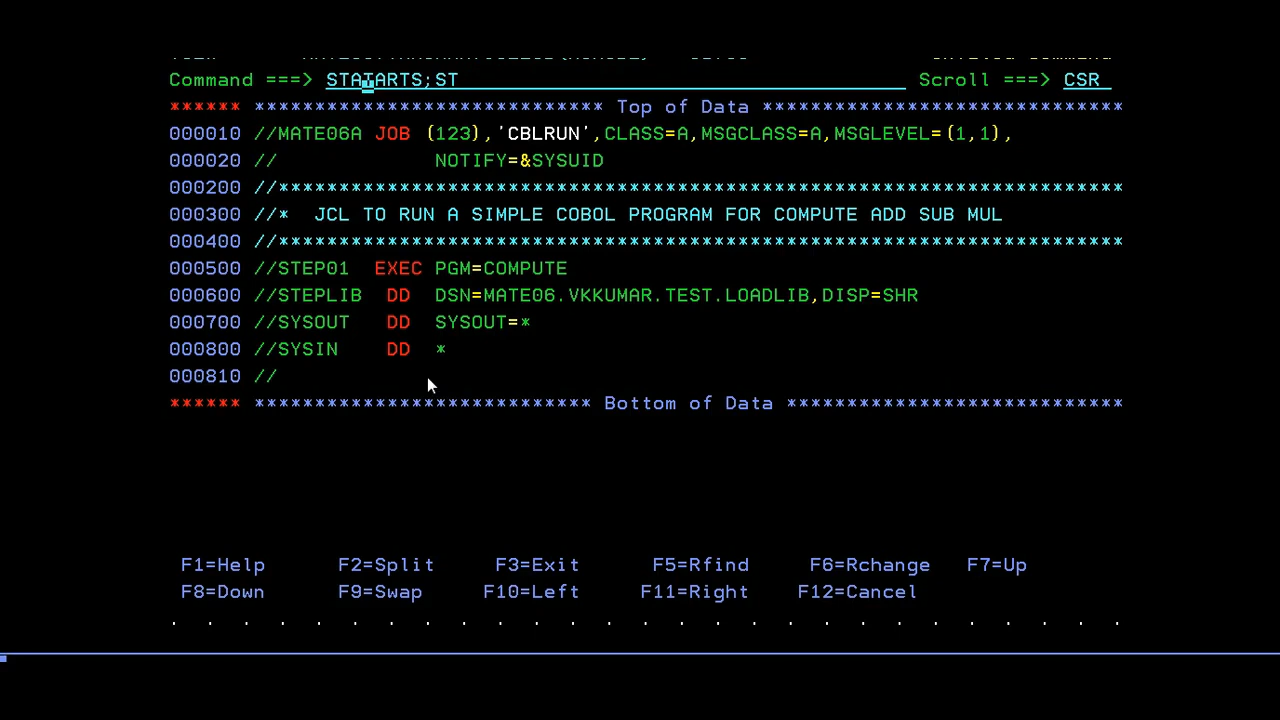 Command ===> STATARTS;ST Scroll ===> CSR
****** ***************************** Top of Data ******************************
000010 //MATE06A JOB (123),'CBLRUN',CLASS=A,MSGCLASS=A,MSGLEVEL=(1,1),
000020 // NOTIFY=&SYSUID
000200 //**********************************************************************
000300 //* JCL TO RUN A SIMPLE COBOL PROGRAM FOR COMPUTE ADD SUB MUL
000400 //**********************************************************************
000500 //STEP01 EXEC PGM=COMPUTE
000600 //STEPLIB DD DSN=MATE06.VKKUMAR.TEST.LOADLIB,DISP=SHR
000700 //SYSOUT DD SYSOUT=*
000800 //SYSIN DD *
000810 //
****** **************************** Bottom of Data ****************************
F1=Help F2=Split F3=Exit F5=Rfind F6=Rchange F7=Up
F8=Down F9=Swap F10=Left F11=Right F12=Cancel
. . . . . . . . . . . . . . . . . . . . . . . . . . .